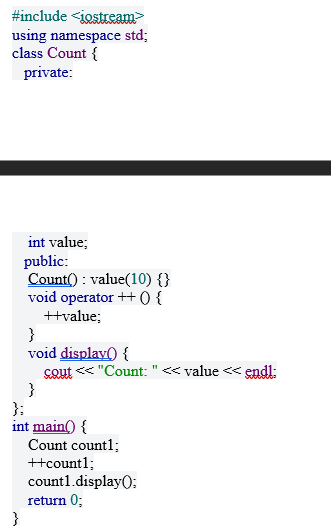 #include <iostream>
using namespace std;
class Count {
private:
int value;
public:
Count() : value(10) {}
void operator ++ () {
++value;
}
void display() {
cout << "Count: " << value << endl;
}
};
int main() {
Count count1;
++count1;
count1.display();
return 0;
}